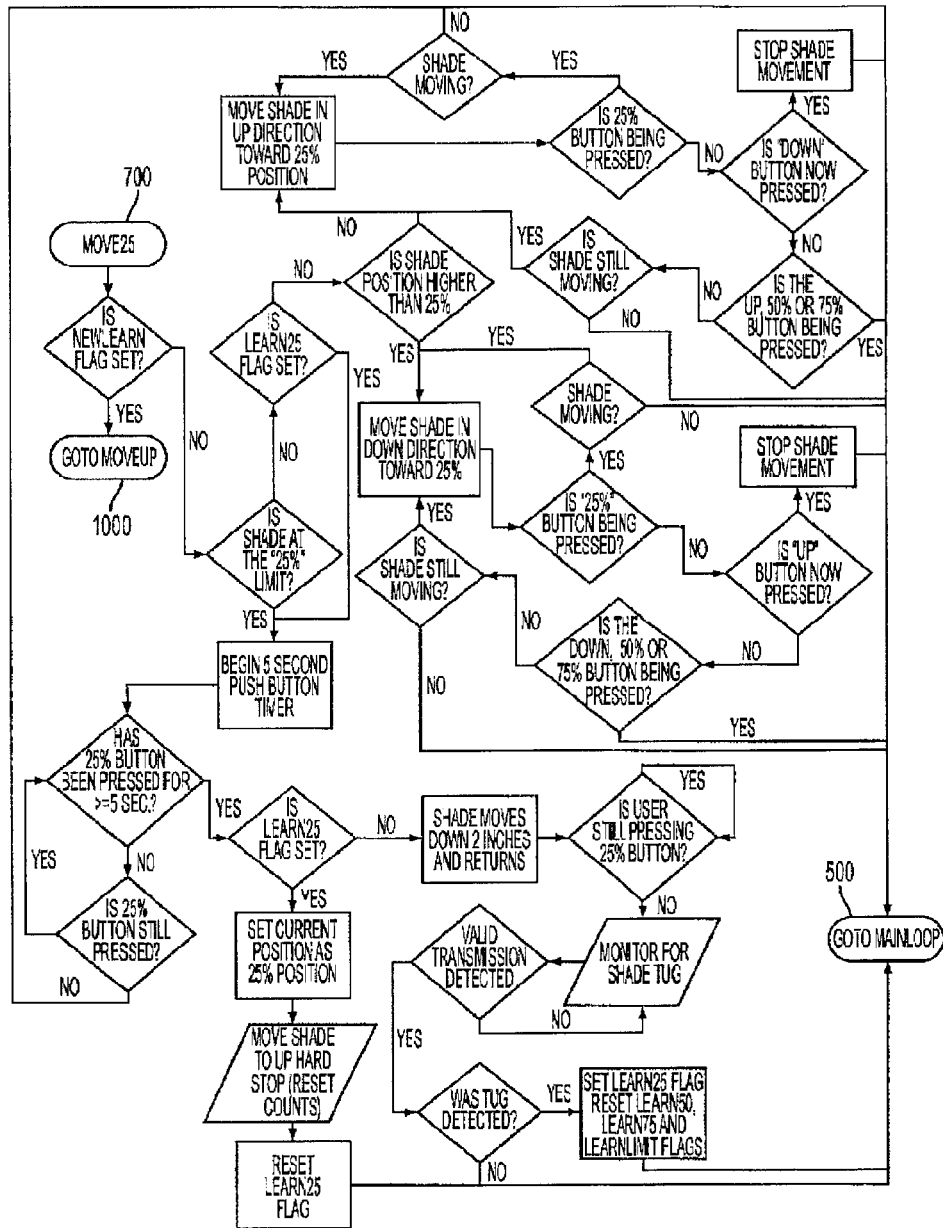 NO
YES
SHADE
MOVING?
YES
STOP SHADE
MOVEMENT
MOVE SHADE IN
UP DIRECTION
TOWARD 25%
POSITION
IS 25%
BUTTON BEING
PRESSED?
NO
YES
IS "DOWN"
BUTTON NOW
PRESSED?
700
MOVE25
NO
YES
IS
SHADE STILL
MOVING?
NO
NO
IS THE
UP, 50% OR 75%
BUTTON BEING
PRESSED?
NO
YES
NO
IS SHADE
POSITION HIGHER
THAN 25%
IS
NEWLEARN
FLAG SET?
YES
GOTO MOVEUP
1000
NO
IS
LEARN25
FLAG SET?
YES
NO
YES
YES
SHADE
MOVING?
NO
MOVE SHADE IN
DOWN DIRECTION
TOWARD 25%
YES
STOP SHADE
MOVEMENT
IS
SHADE AT
THE "25%"
LIMIT?
YES
YES
IS "25%"
BUTTON BEING
PRESSED?
NO
YES
IS "UP"
BUTTON NOW
PRESSED?
IS
SHADE STILL
MOVING?
NO
NO
NO
IS THE
DOWN, 50% OR
75% BUTTON BEING
PRESSED?
YES
BEGIN 5 SECOND
PUSH BUTTON
TIMER
HAS
25% BUTTON
BEEN PRESSED FOR
>=5 SEC.?
YES
NO
YES
IS 25%
BUTTON STILL
PRESSED?
NO
IS
LEARN25
FLAG SET?
NO
YES
SHADE MOVES
DOWN 2 INCHES
AND RETURNS
YES
IS USER
STILL PRESSING
25% BUTTON?
NO
500
GOTO MAINLOOP
SET CURRENT
POSITION AS
25% POSITION
VALID
TRANSMISSION
DETECTED
MONITOR FOR
SHADE TUG
NO
YES
MOVE SHADE
TO UP HARD
STOP (RESET
COUNTS)
WAS TUG
DETECTED?
YES
NO
SET LEARN25 FLAG
RESET LEARN50,
LEARN75 AND
LEARNLIMIT FLAGS
RESET
LEARN25
FLAG